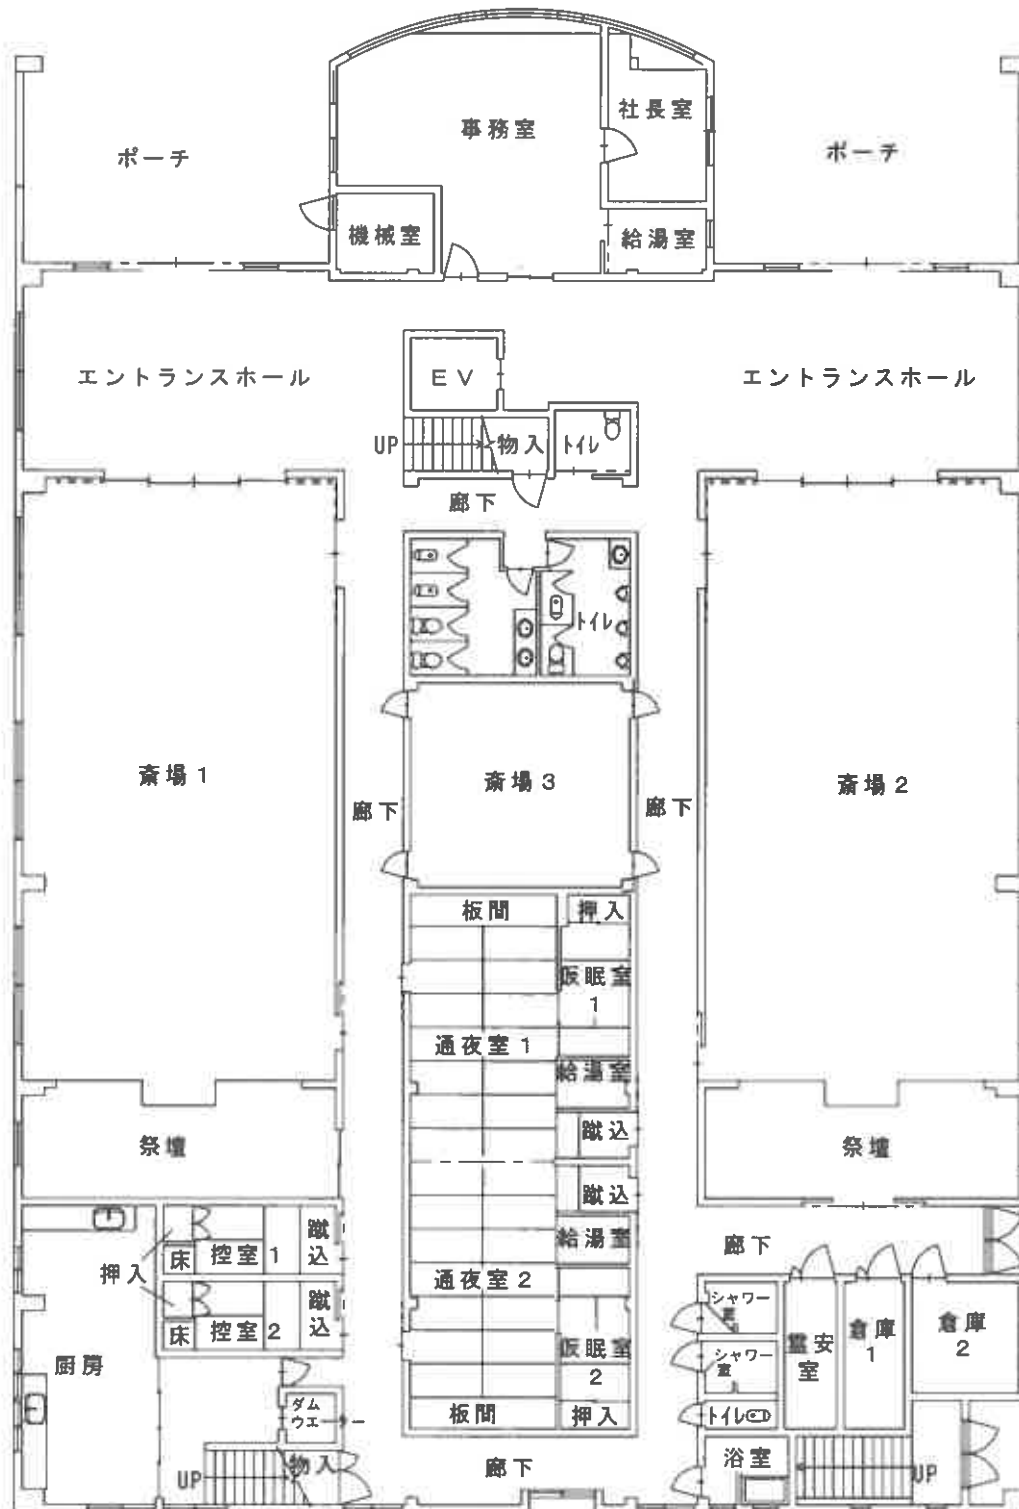 社長室
事務室
ポーチ
ポーチ
機械室
給湯室
エントランスホール
EV
エントランスホール
UP
物入
トイレ
廊下
トイレ
斎場1
斎場3
斎場2
廊下
廊下
板間
押入
仮眠室
1
通夜室1
給湯室
蹴込
祭壇
祭壇
蹴込
蹴込
控室1
床
押入
給湯室
廊下
通夜室2
蹴込
控室2
床
シャワー
室
仮眠室
2
霊安
室
倉庫
1
倉庫
2
厨房
シャワー
室
ダム
ウエ
板間
押入
トイレ
浴室
UP
物入
廊下
UP